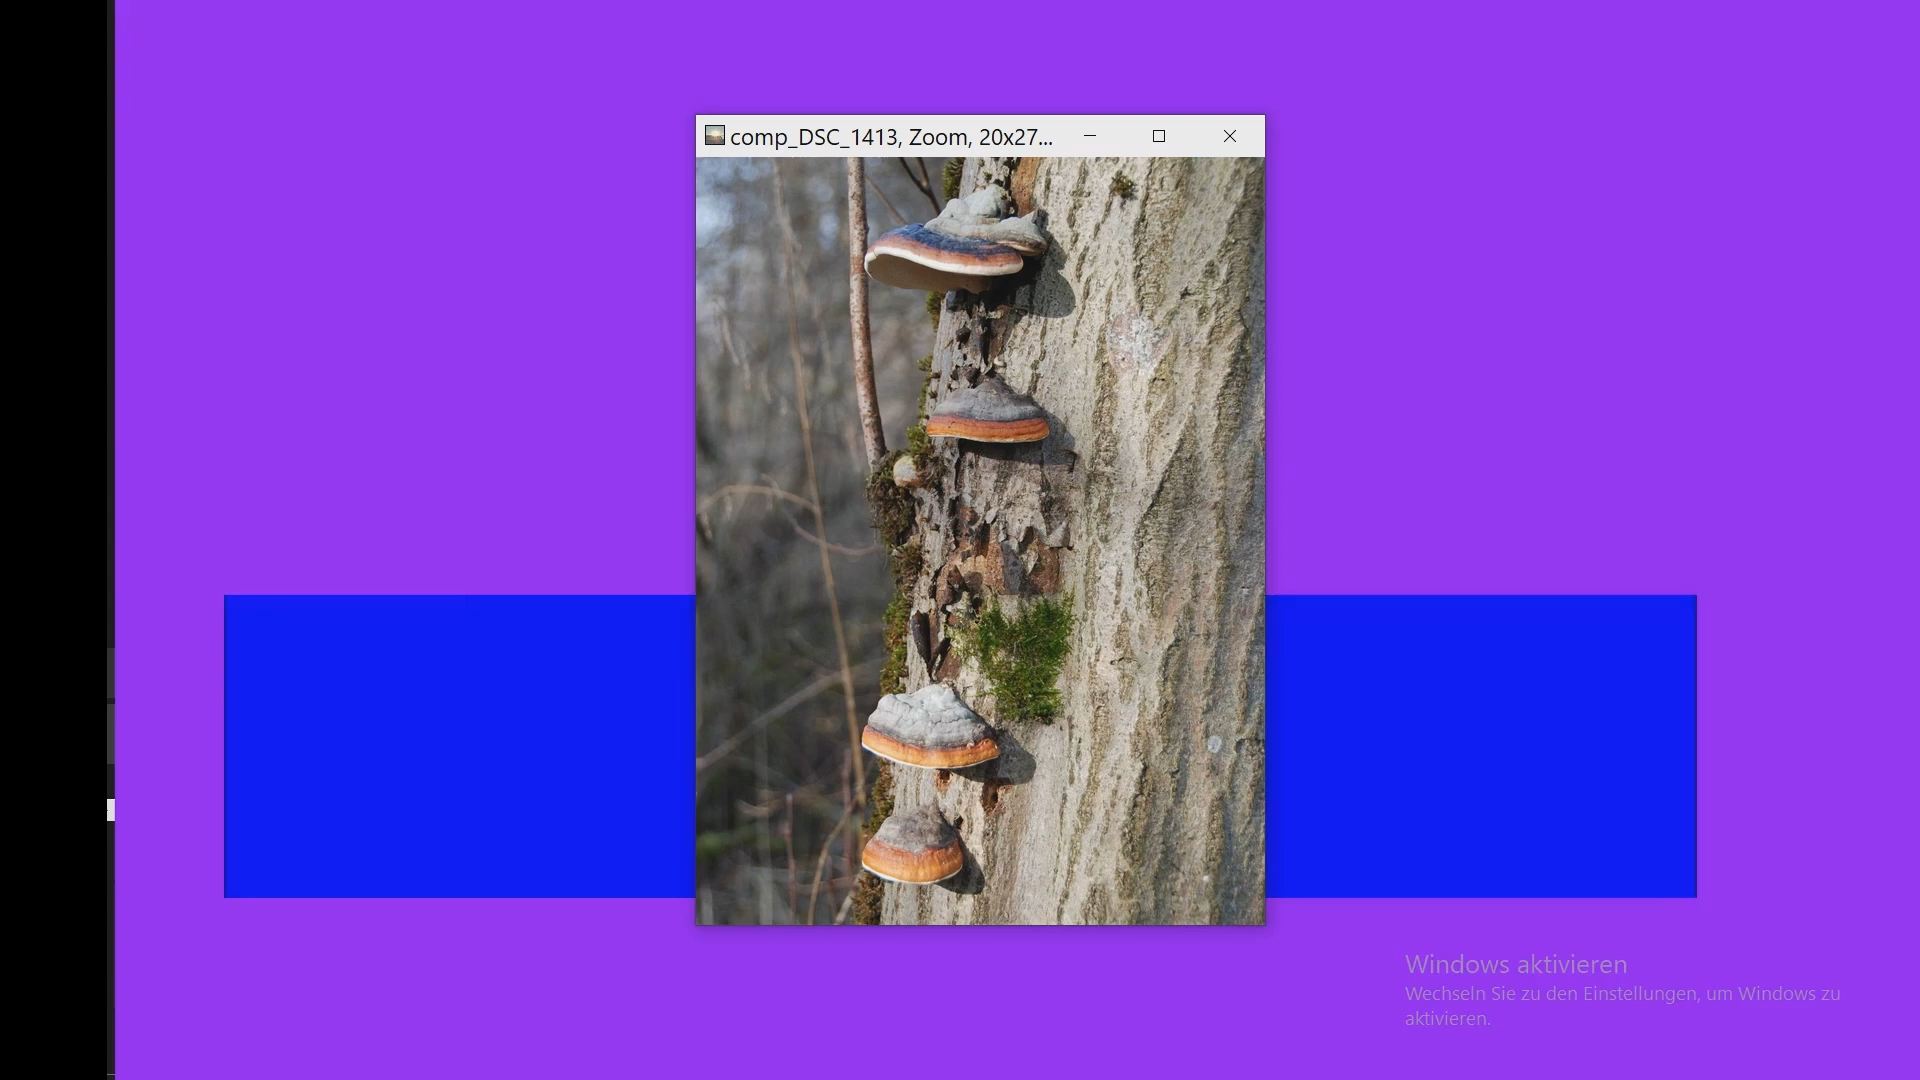 comp_DSC_1413, Zoom, 20x27...
Windows aktivieren
Wechseln Sie zu den Einstellungen, um Windows zu
aktivieren.